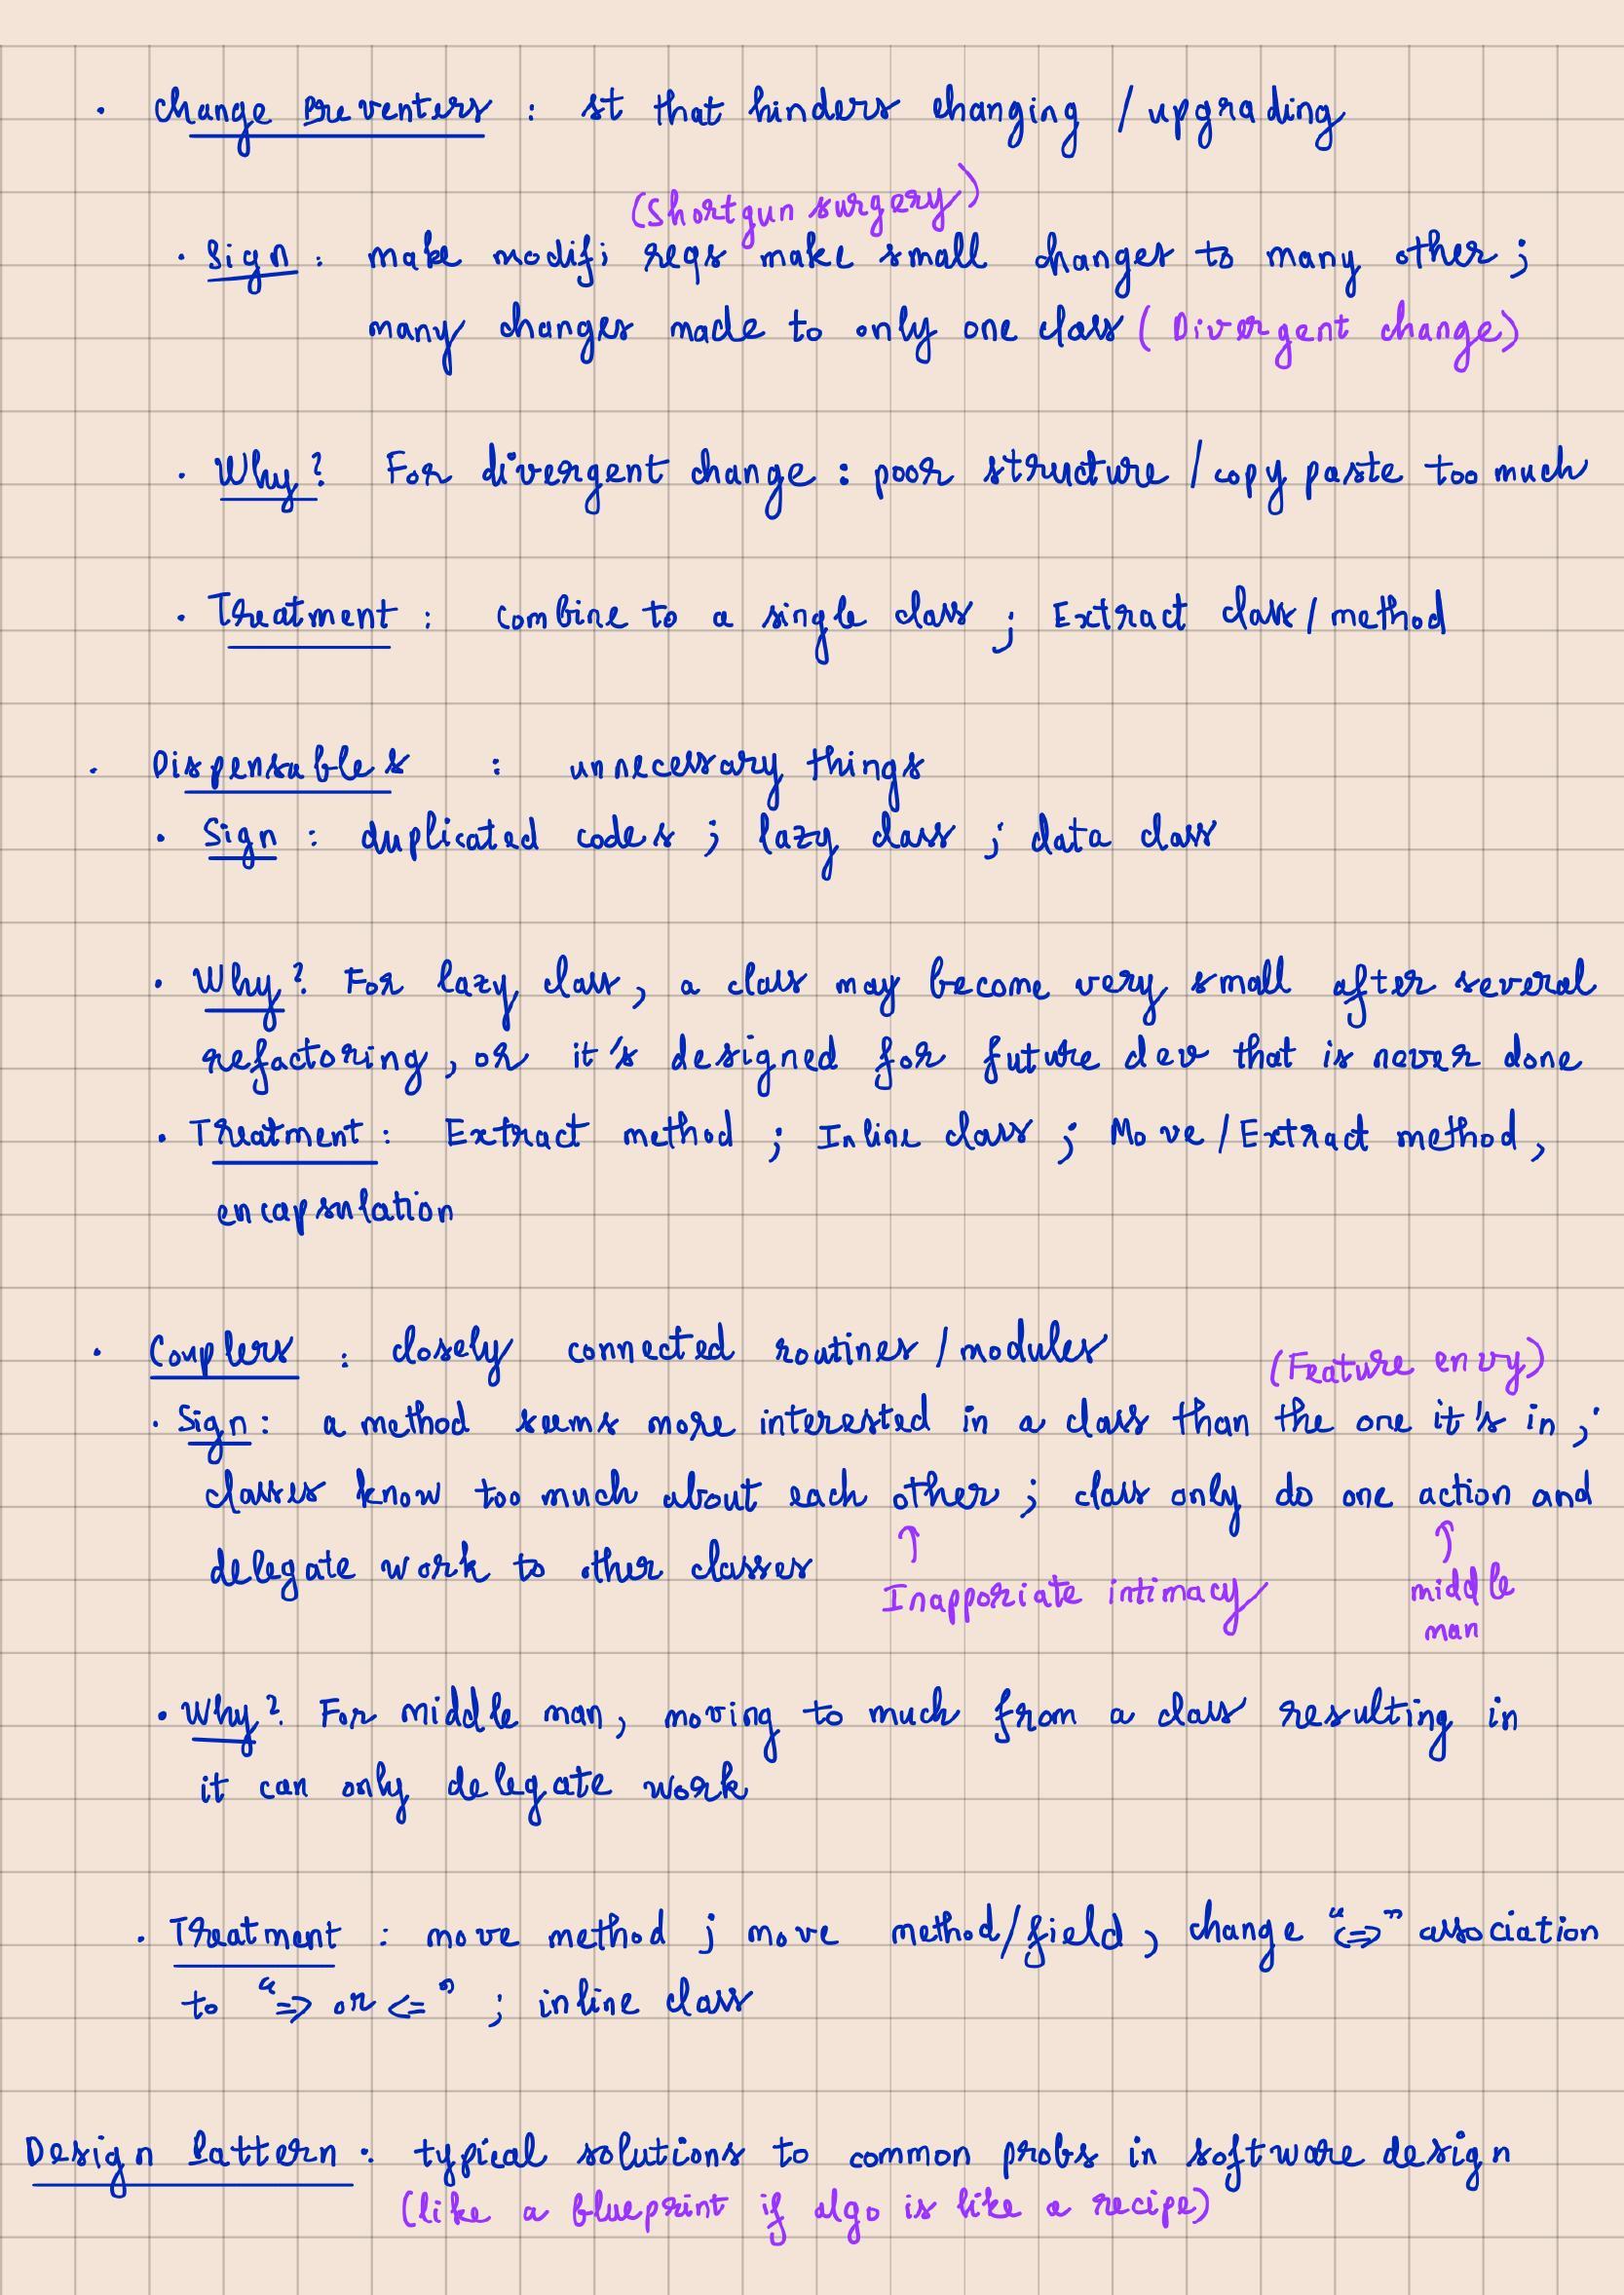 • Change Preventers : st that hinders changing / upgrading
(Shortgun surgery)
• Sign : make modifi reqs make small changes to many other ;
many changes made to only one class ( Divergent change)
• Why? For divergent change : poor structure / copy paste too much
• Treatment : combine to a single class ; Extract class / method
• Dispensables : unnecessary things
• Sign : duplicated codes ; lazy class ; data class
• Why? For lazy class, a class may become very small after several
refactoring, or it's designed for future dev that is never done
• Treatment : Extract method ; Inline class ; Move / Extract method,
encapsulation
• Couplers : closely connected routines / modules
(Feature envy)
• Sign : a method seems more interested in a class than the one it's in ;
classes know too much about each other ; class only do one action and
delegate work to other classes
↑ Inapporiate intimacy
↑ middle
man
• Why? For middle man, moving to much from a class resulting in
it can only delegate work
• Treatment : move method ; move method/field, change "<=>" association
to "=> or <=" ; inline class
Design Pattern : typical solutions to common probs in software design
(like a blueprint if algo is like a recipe)